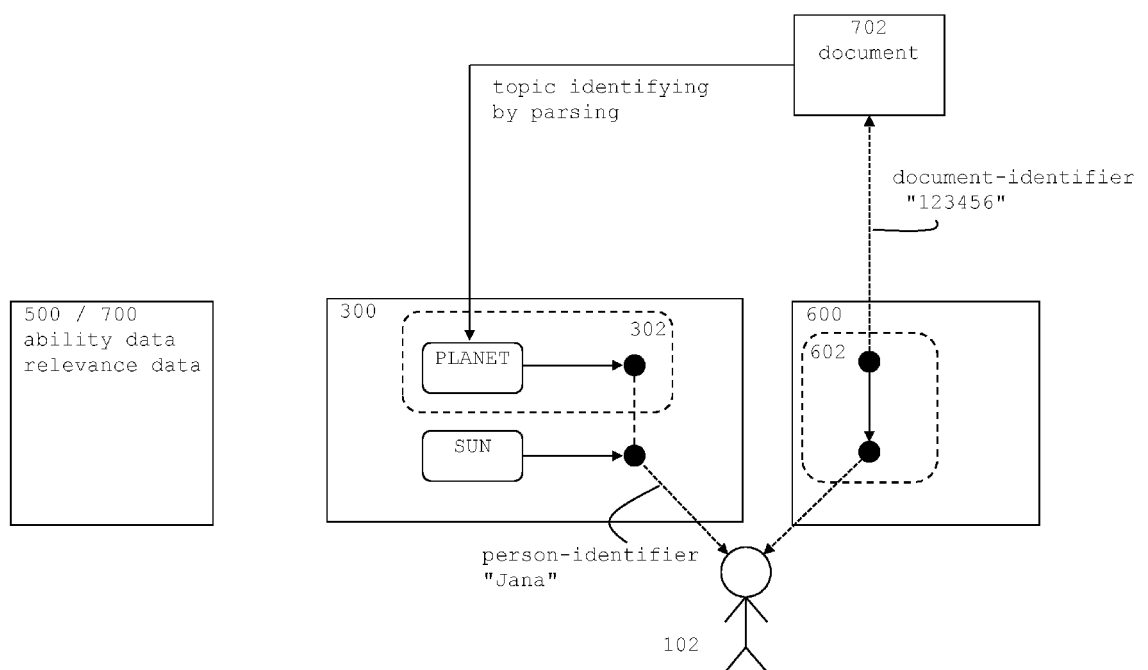 702
document
topic identifying
by parsing
document-identifier
"123456"
500 / 700
ability data
relevance data
300
302
PLANET
SUN
600
602
person-identifier
"Jana"
102